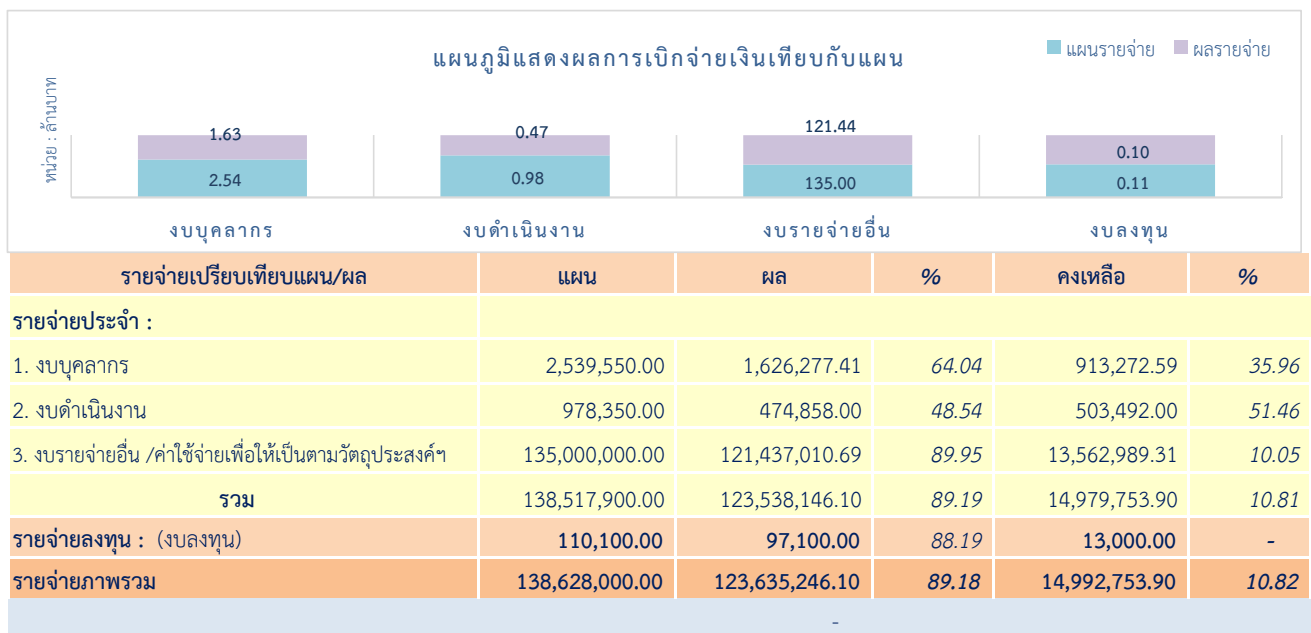 แผนภูมิแสดงผลการเบิกจ่ายเงินเทียบกับแผน
แผนรายจ่าย ผลรายจ่าย
หน่วย : ล้านบาท
1.63 0.47 121.44 0.10
2.54 0.98 135.00 0.11
งบบุคลากร งบดำเนินงาน งบรายจ่ายอื่น งบลงทุน
รายจ่ายเปรียบเทียบแผน/ผล แผน ผล % คงเหลือ %
รายจ่ายประจำ :
1. งบบุคลากร 2,539,550.00 1,626,277.41 64.04 913,272.59 35.96
2. งบดำเนินงาน 978,350.00 474,858.00 48.54 503,492.00 51.46
3. งบรายจ่ายอื่น /ค่าใช้จ่ายเพื่อให้เป็นตามวัตถุประสงค์ฯ 135,000,000.00 121,437,010.69 89.95 13,562,989.31 10.05
รวม 138,517,900.00 123,538,146.10 89.19 14,979,753.90 10.81
รายจ่ายลงทุน : (งบลงทุน) 110,100.00 97,100.00 88.19 13,000.00 -
รายจ่ายภาพรวม 138,628,000.00 123,635,246.10 89.18 14,992,753.90 10.82
-